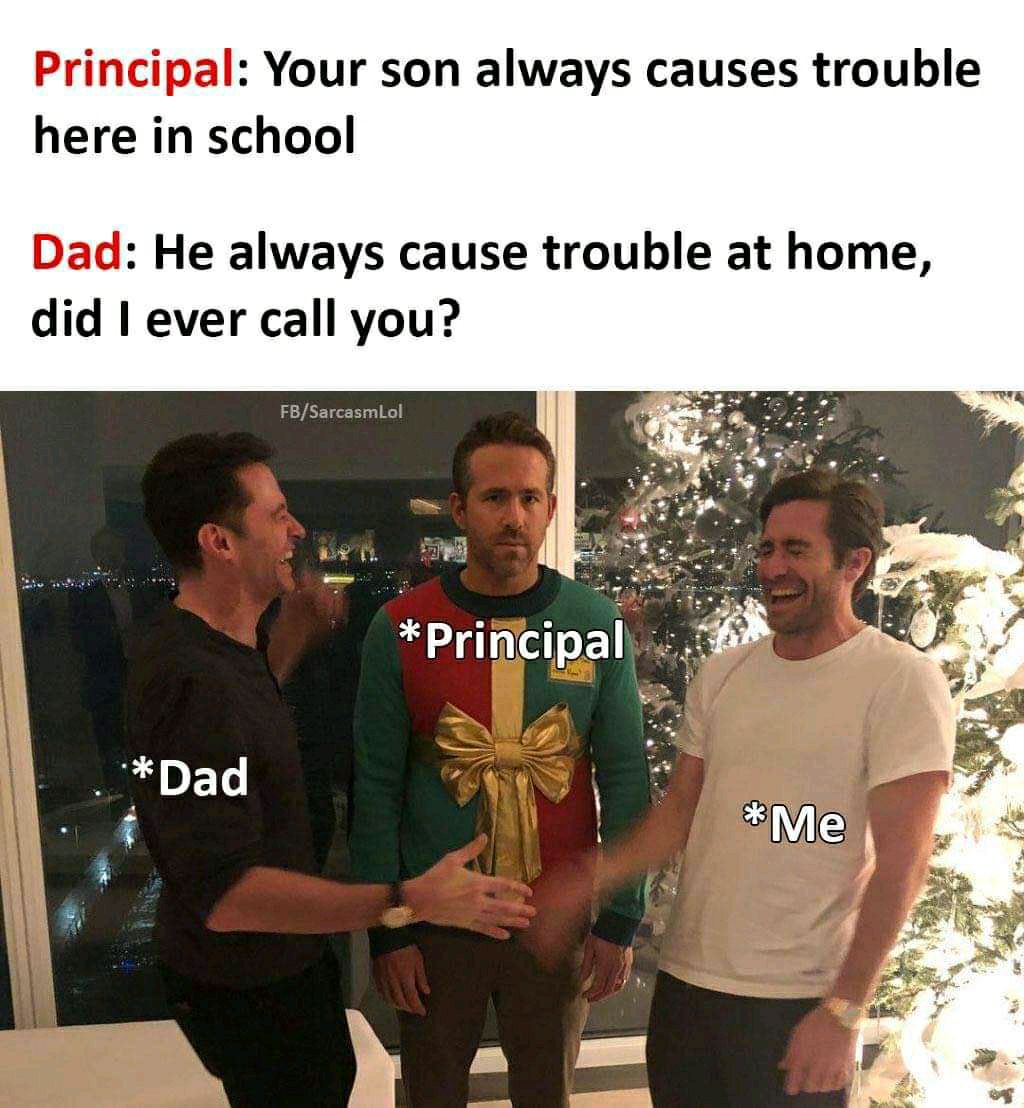 Principal: Your son always causes trouble
here in school
Dad: He always cause trouble at home,
did I ever call you?
FB/SarcasmLol
*Principal
*Dad
*Me